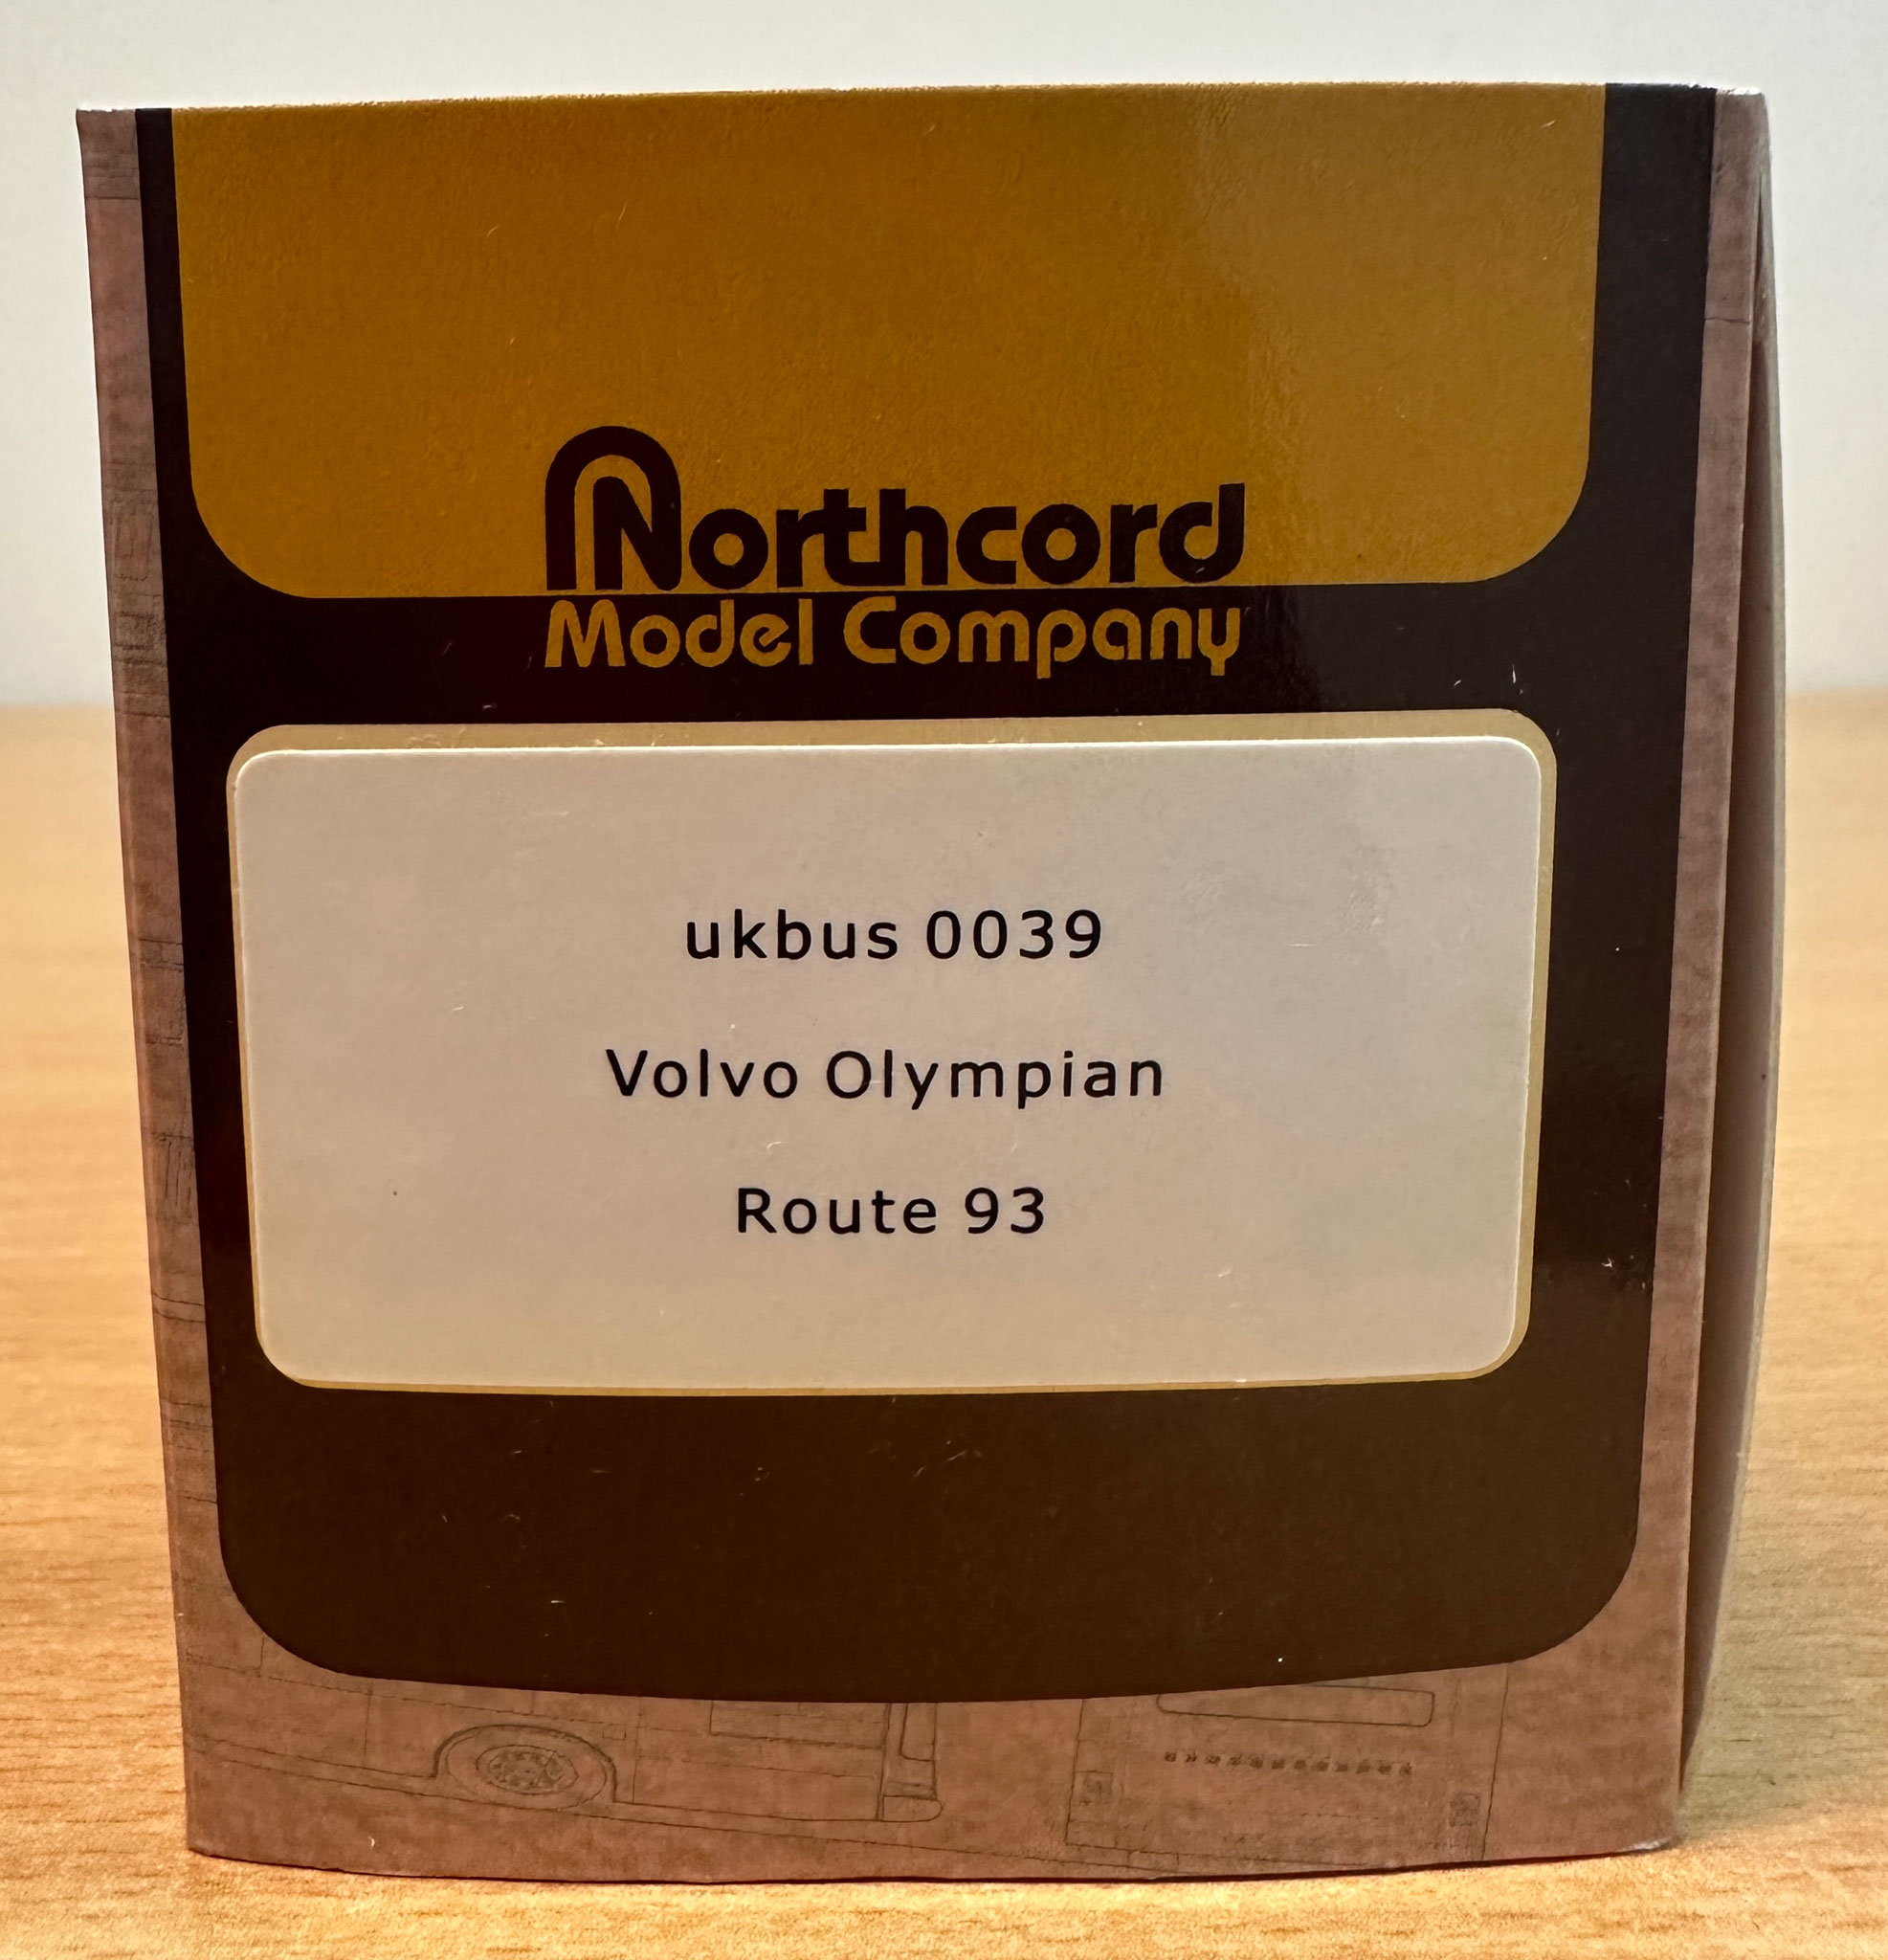 Northcord
Model Company
ukbus 0039
Volvo Olympian
Route 93